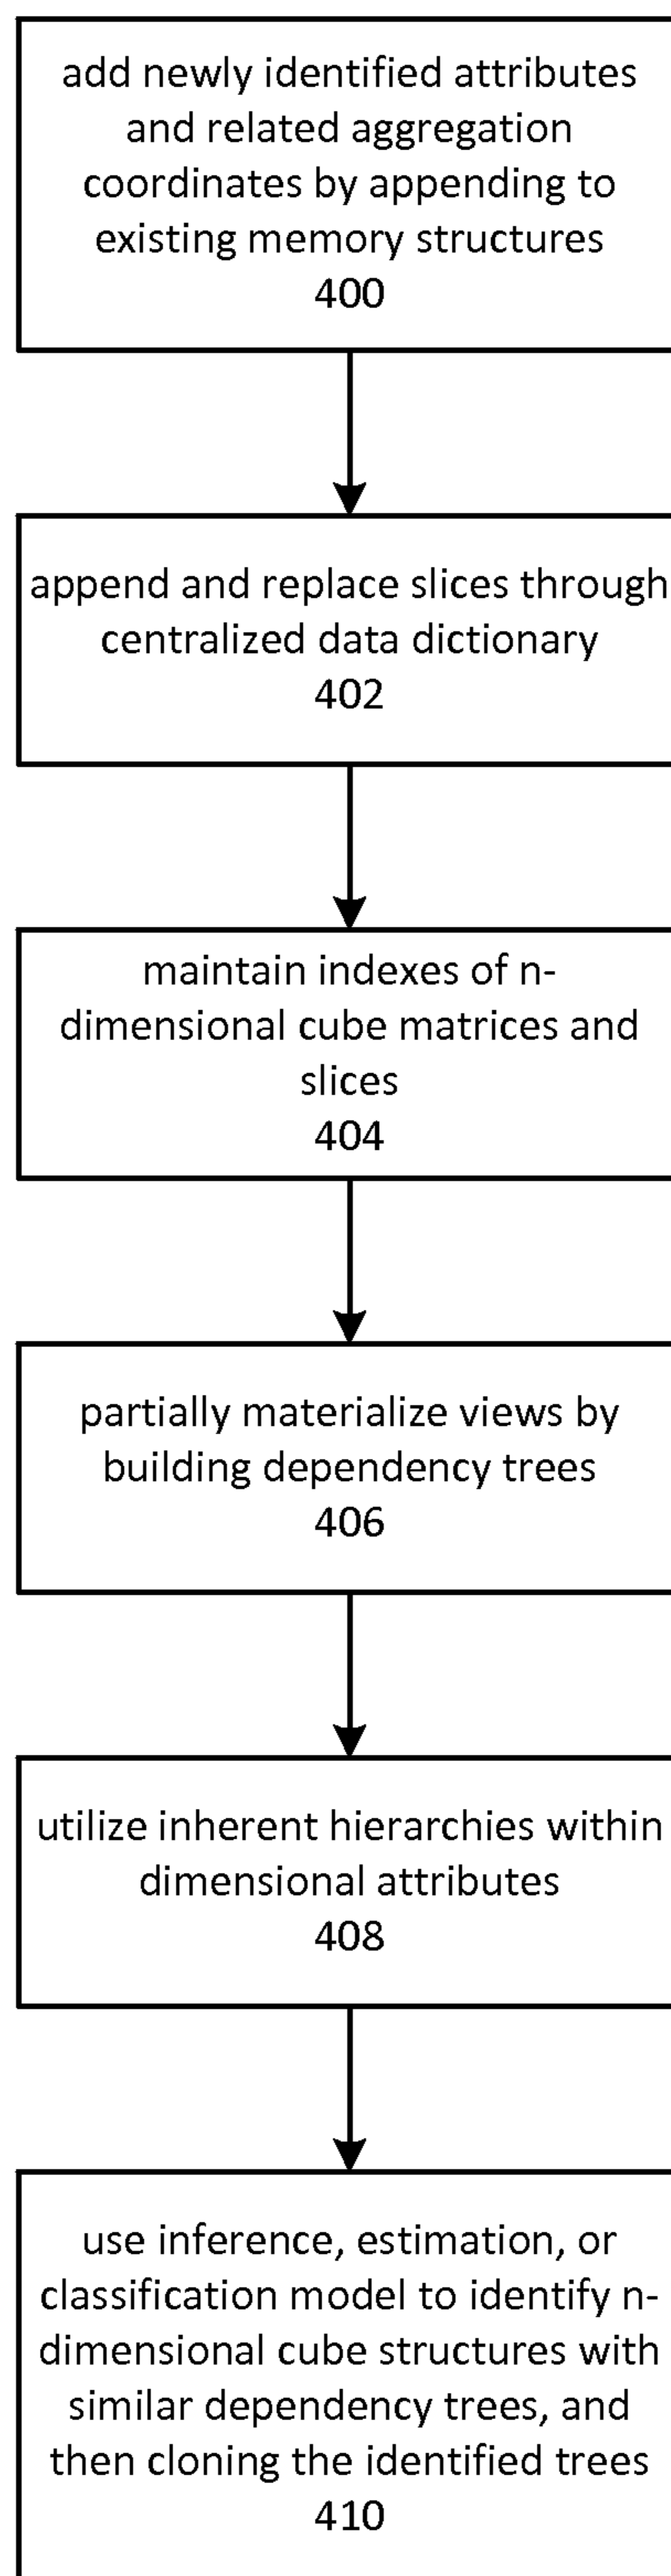 add newly identified attributes
and related aggregation
coordinates by appending to
existing memory structures
400
append and replace slices through
centralized data dictionary
402
maintain indexes of n-
dimensional cube matrices and
slices
404
partially materialize views by
building dependency trees
406
utilize inherent hierarchies within
dimensional attributes
408
use inference, estimation, or
classification model to identify n-
dimensional cube structures with
similar dependency trees, and
then cloning the identified trees
410